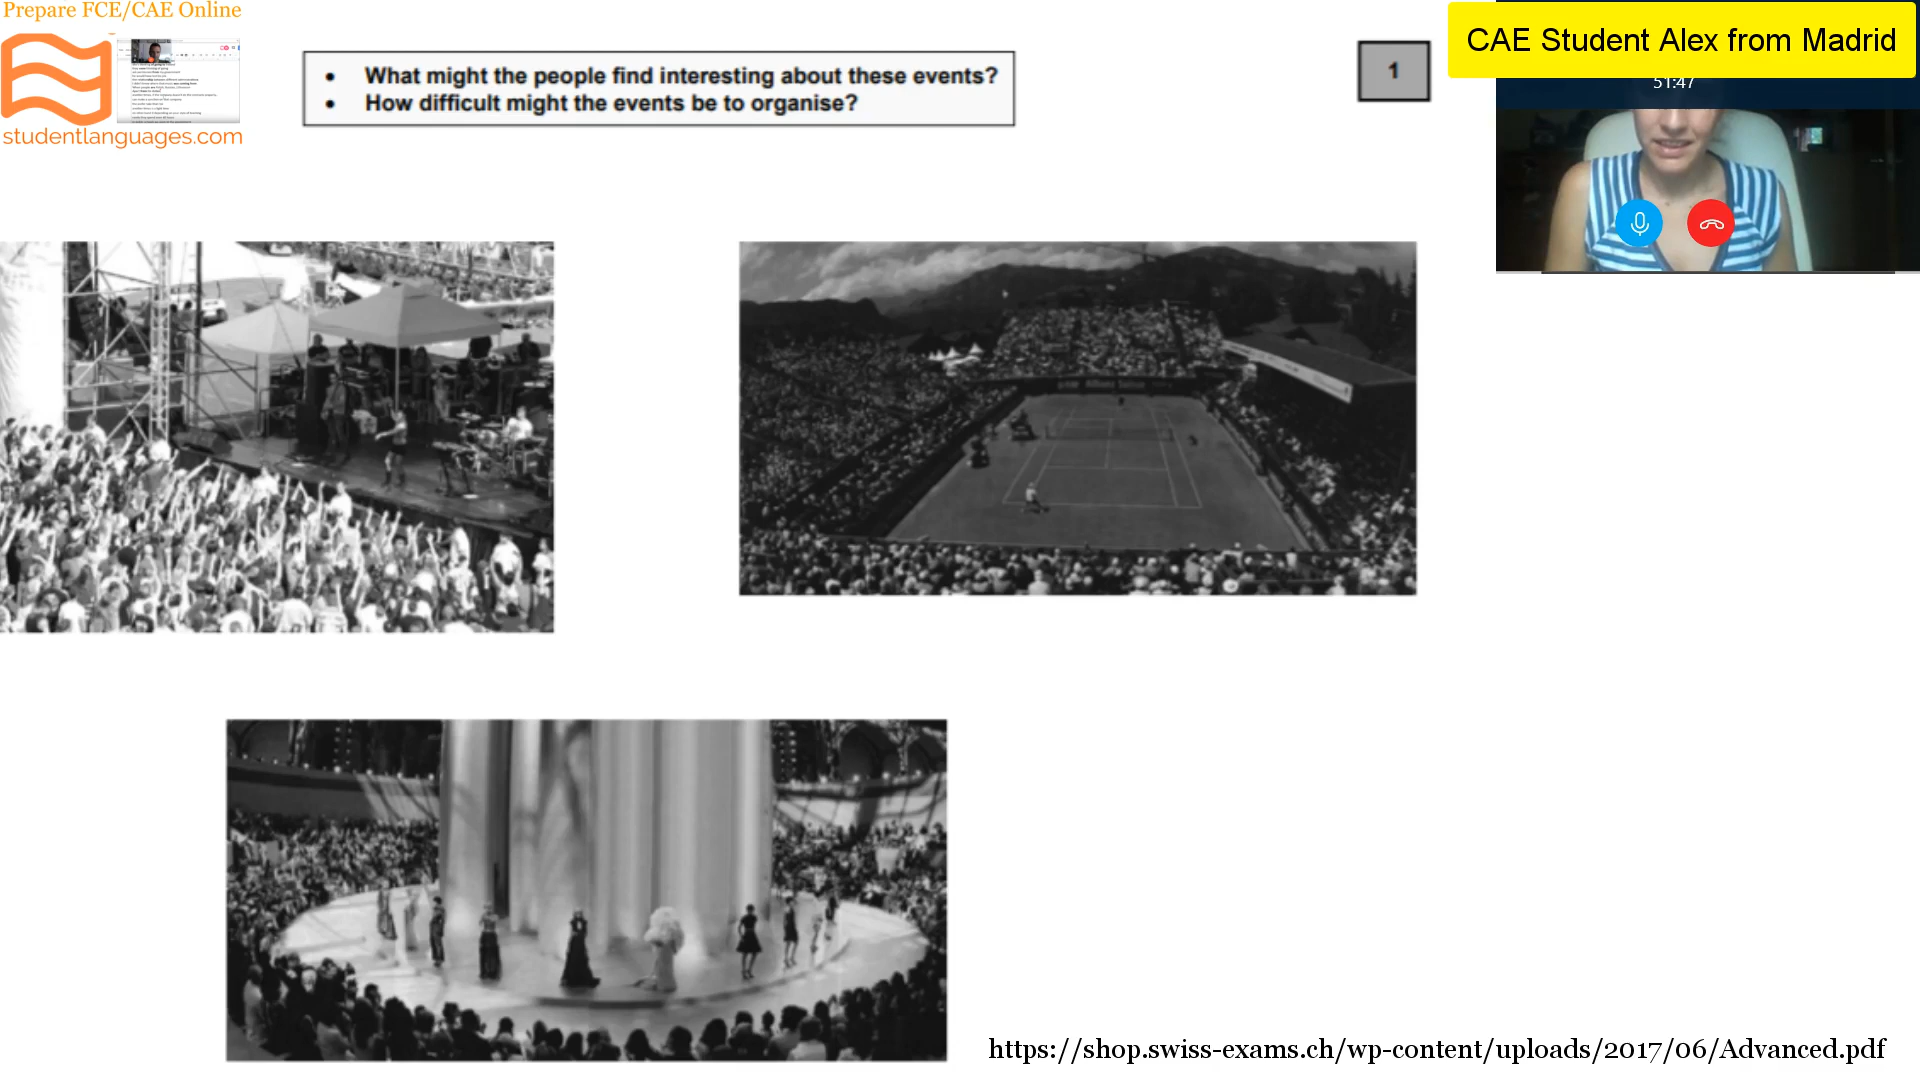 Prepare FCE/CAE Online
studentlanguages.com
• What might the people find interesting about these events?
• How difficult might the events be to organise?
1
CAE Student Alex from Madrid
51:47
Allianz Suisse
https://shop.swiss-exams.ch/wp-content/uploads/2017/06/Advanced.pdf